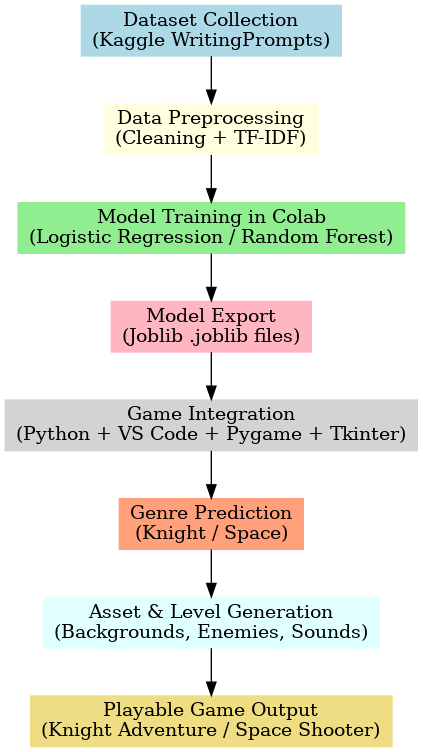 Dataset Collection
(Kaggle WritingPrompts)
Data Preprocessing
(Cleaning + TF-IDF)
Model Training in Colab
(Logistic Regression / Random Forest)
Model Export
(Joblib .joblib files)
Game Integration
(Python + VS Code + Pygame + Tkinter)
Genre Prediction
(Knight / Space)
Asset & Level Generation
(Backgrounds, Enemies, Sounds)
Playable Game Output
(Knight Adventure / Space Shooter)